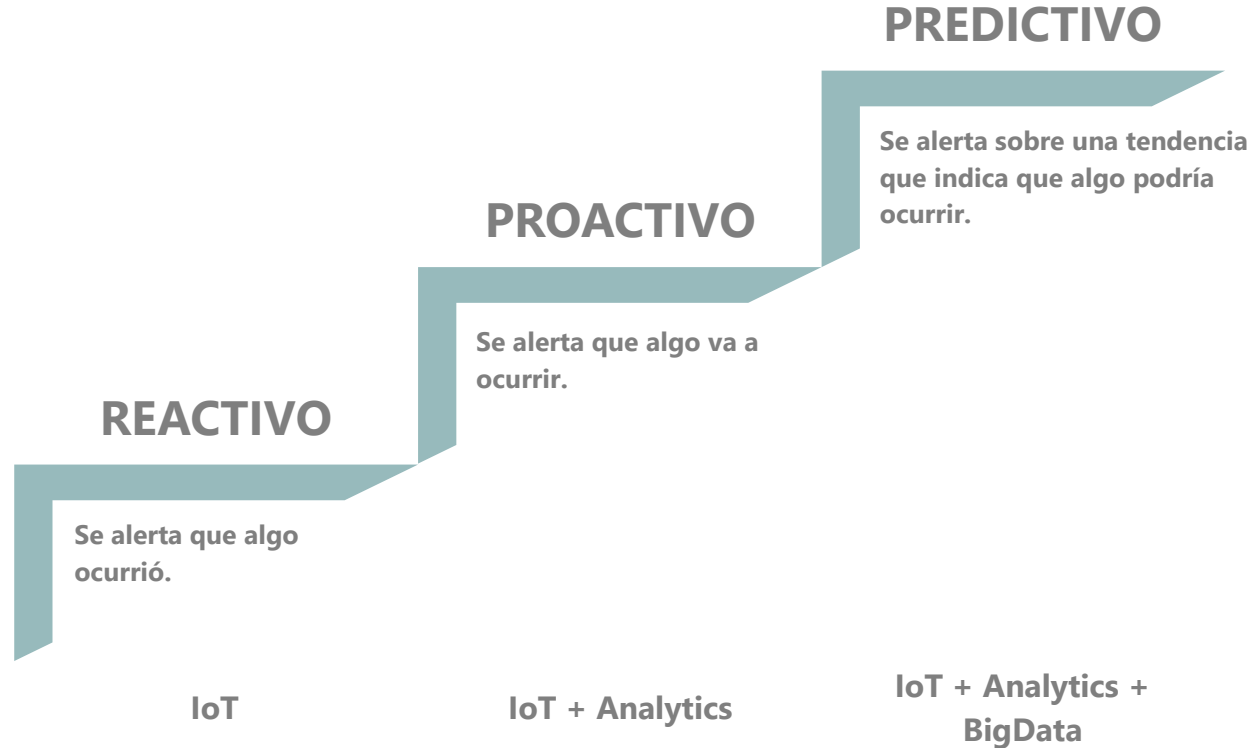 PREDICTIVO
Se alerta sobre una tendencia
que indica que algo podría
ocurrir.
PROACTIVO
Se alerta que algo va a
ocurrir.
REACTIVO
Se alerta que algo
ocurrió.
IoT
IoT + Analytics
IoT + Analytics +
BigData